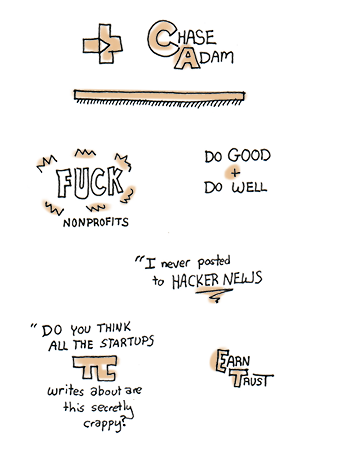 CHASE
ADAM
FUCK
NONPROFITS
DO GOOD
+
DO WELL
"I never posted
to HACKER NEWS
"DO YOU THINK
ALL THE STARTUPS
TC
writes about are
this secretly
crappy?
EARN
TRUST